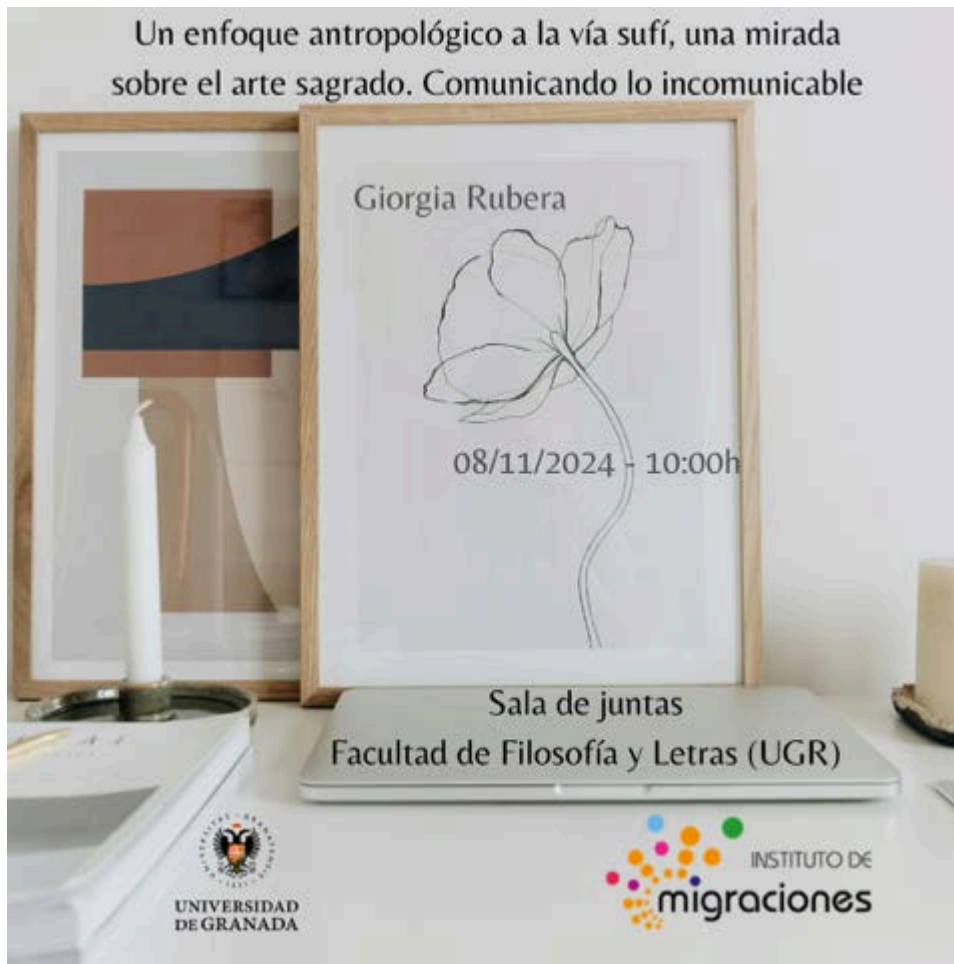 Un enfoque antropológico a la vía sufí, una mirada
sobre el arte sagrado. Comunicando lo incomunicable
Giorgia Rubera
08/11/2024 - 10:00h
Sala de juntas
Facultad de Filosofía y Letras (UGR)
UNIVERSIDAD
DE GRANADA
INSTITUTO DE
migraciones